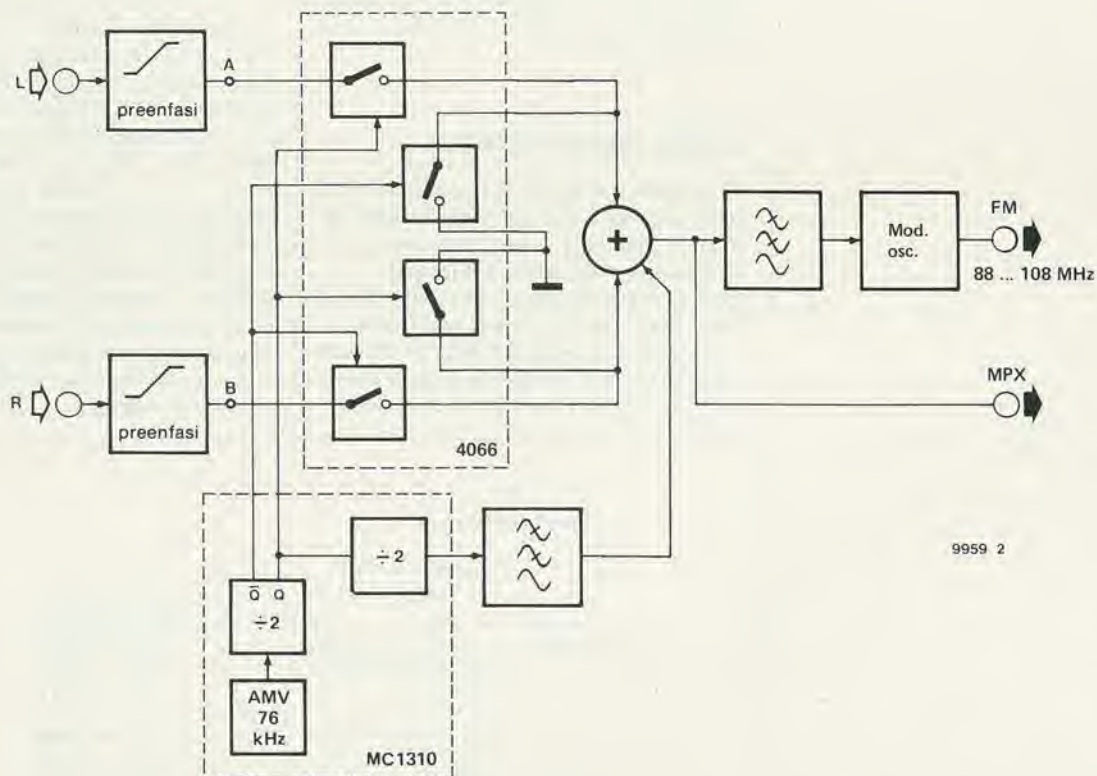 L
preenfasi
A
R
preenfasi
B
4066
+
Mod.
osc.
FM
88 ... 108 MHz
MPX
Q̅ Q
÷2
÷2
AMV
76
kHz
MC1310
9959 2